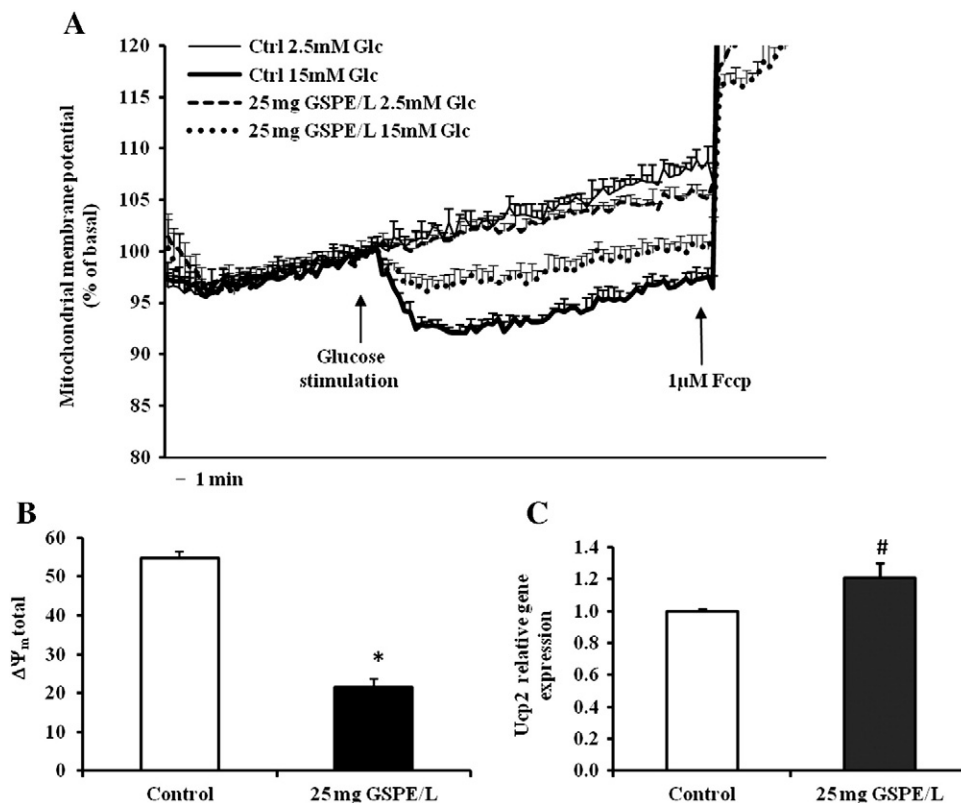 A
Mitochondrial membranepotential
(% of basal)
120
115
110
105
100
95
90
85
80
Ctrl 2.5mM Glc
Ctrl 15mM Glc
25mg GSPE/L 2.5mM Glc
25mg GSPE/L 15mM Glc
Glucose
stimulation
1µM Fccp
– 1 min
B
ΔΨm total
60
50
40
30
20
10
0
*
Control
25mg GSPE/L
C
Ucp2 relative gene
expression
1.4
1.2
1.0
0.8
0.6
0.4
0.2
0.0
#
Control
25mg GSPE/L